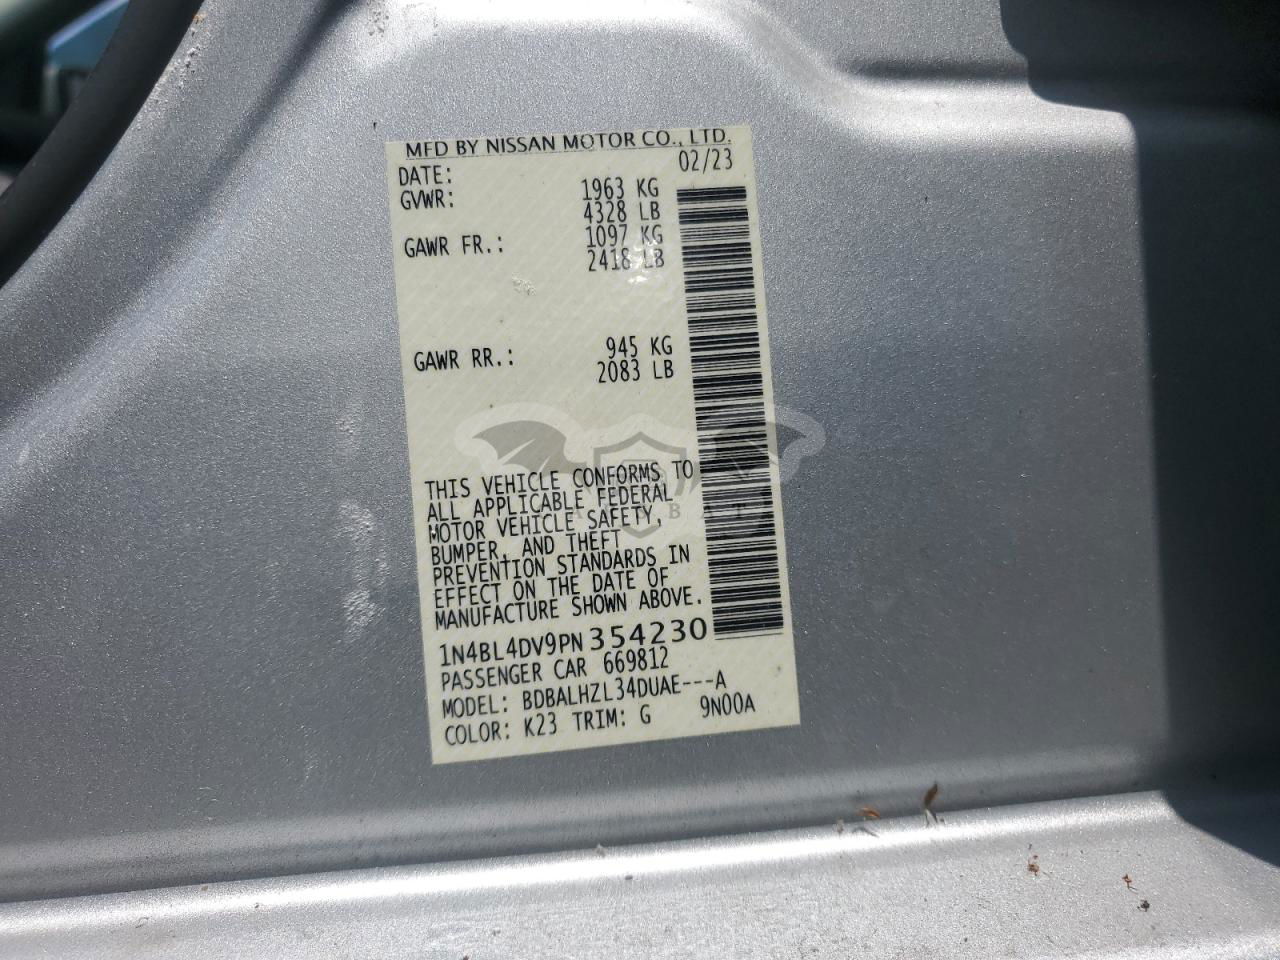 MFD BY NISSAN MOTOR CO., LTD.
DATE: 02/23
GVWR: 1963 KG
4328 LB
GAWR FR.: 1097 KG
2418 LB
GAWR RR.: 945 KG
2083 LB
THIS VEHICLE CONFORMS TO
ALL APPLICABLE FEDERAL
MOTOR VEHICLE SAFETY,
BUMPER, AND THEFT
PREVENTION STANDARDS IN
EFFECT ON THE DATE OF
MANUFACTURE SHOWN ABOVE.
1N4BL4DV9PN354230
PASSENGER CAR 669812
MODEL: BDBALHZL34DUAE---A
COLOR: K23 TRIM: G 9N00A